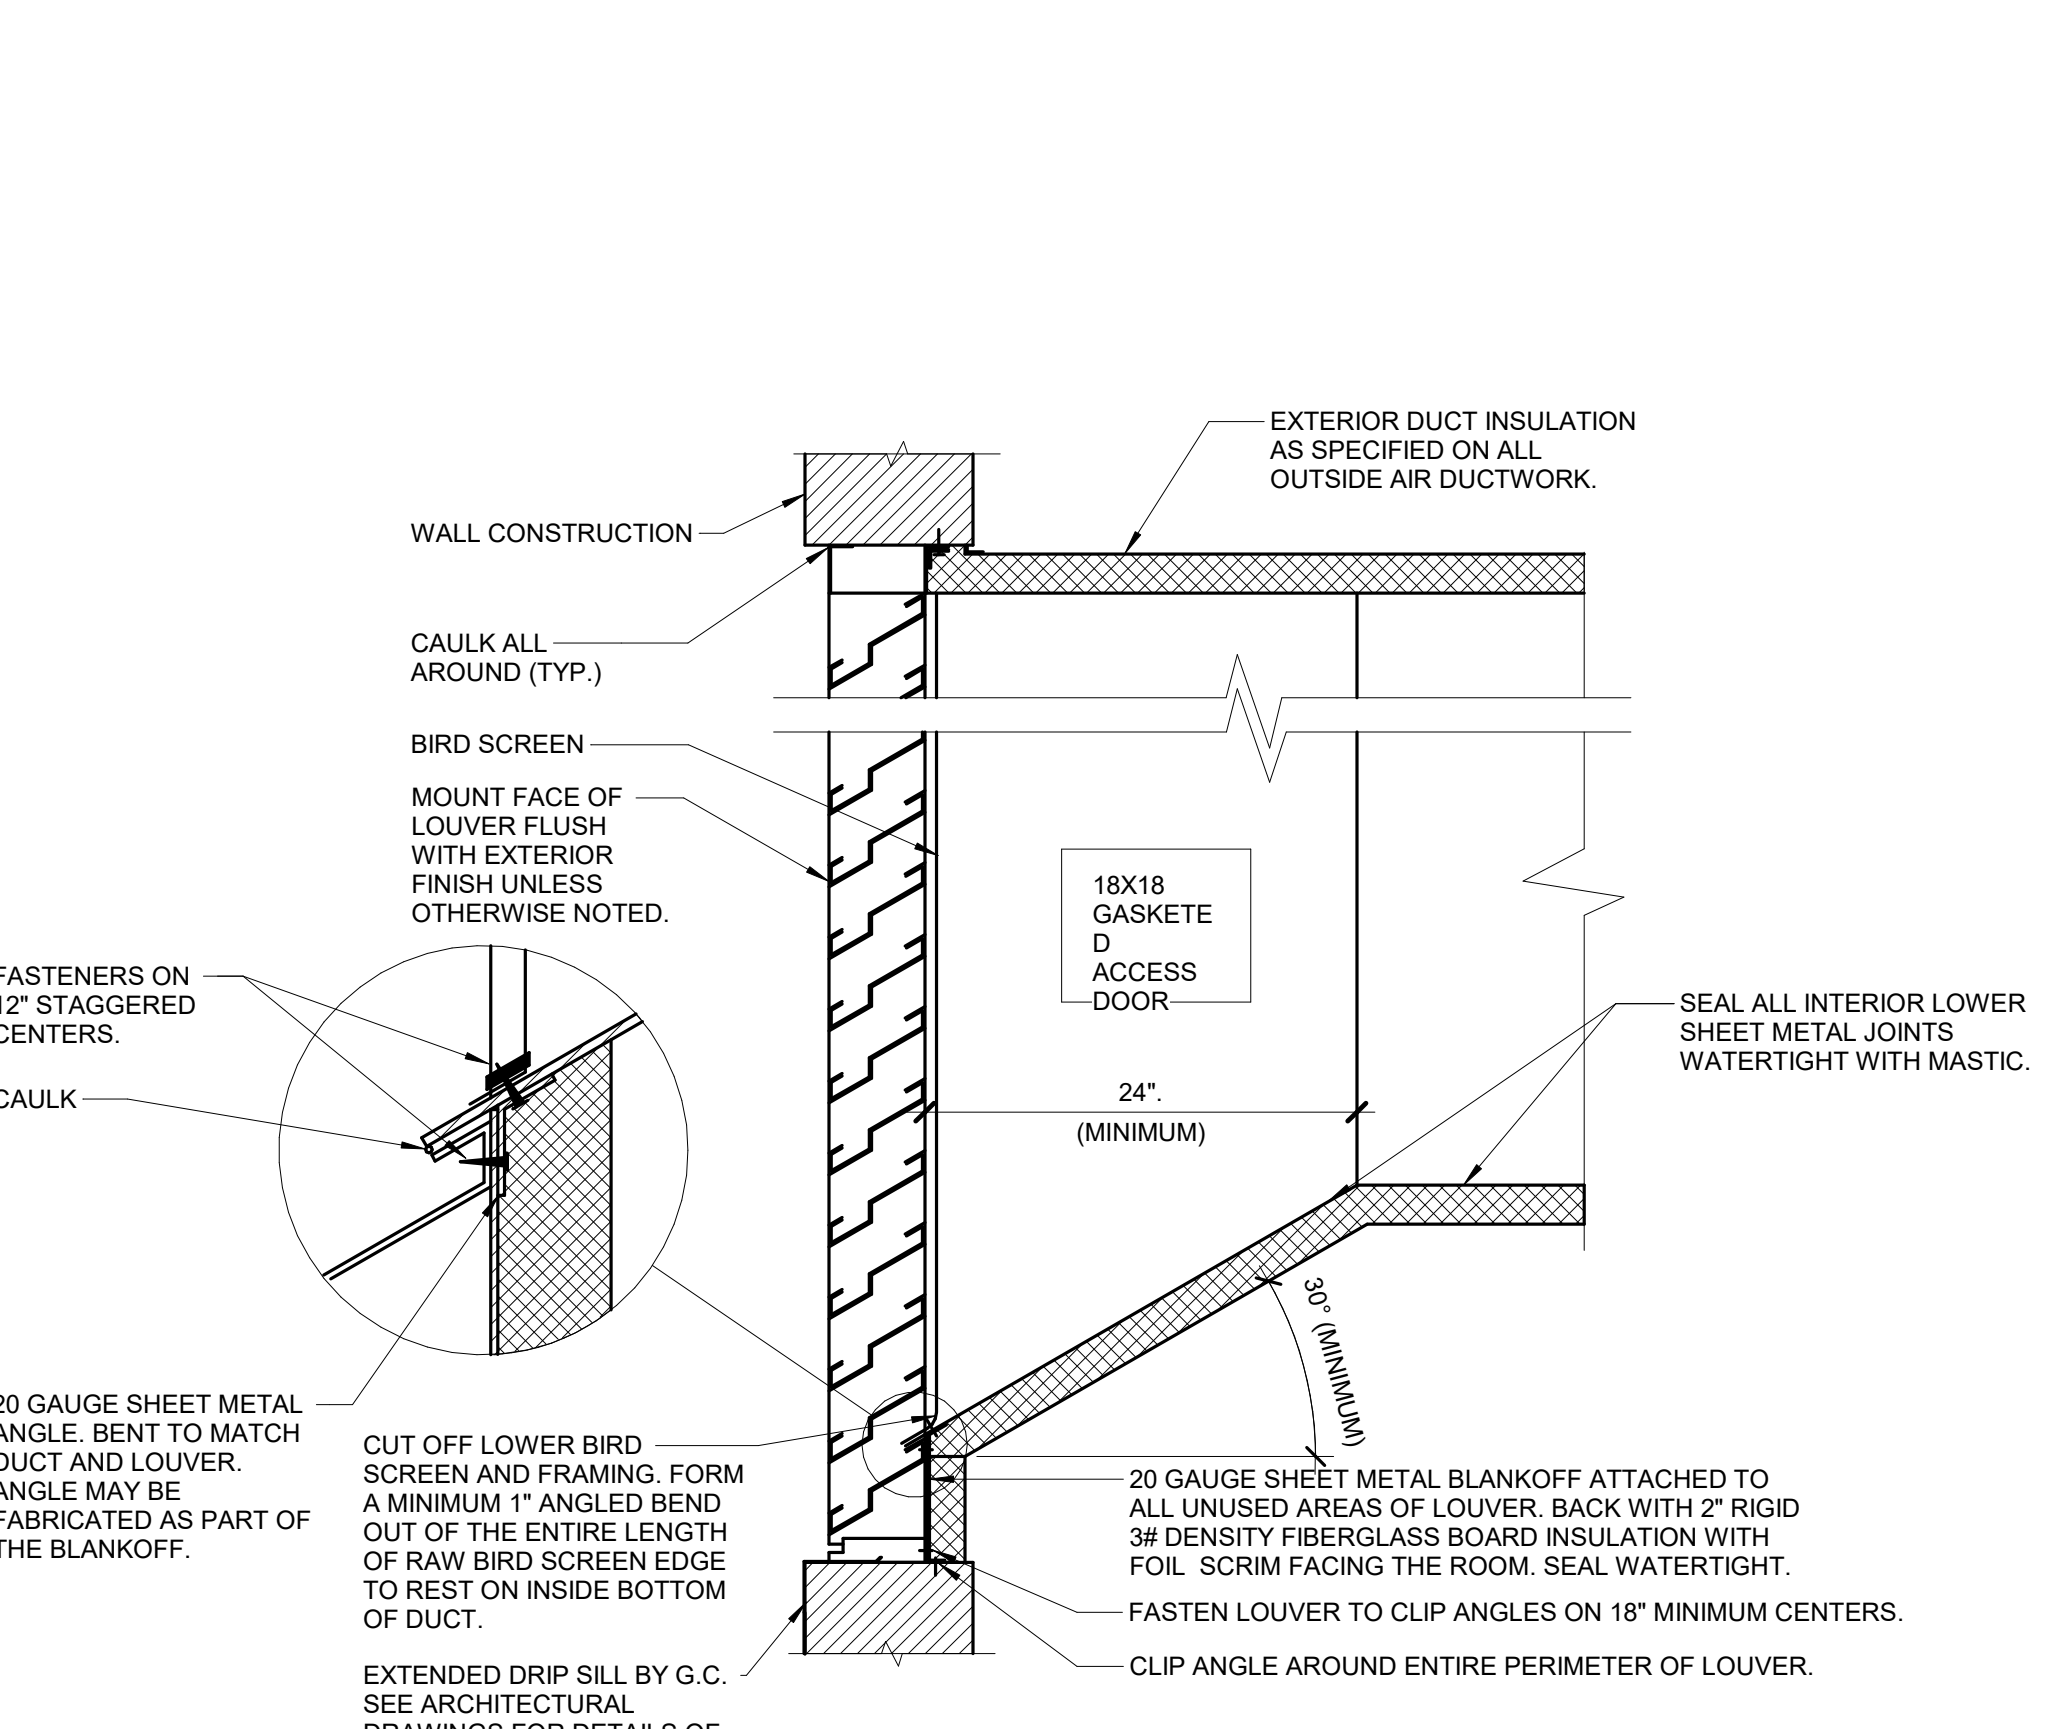 EXTERIOR DUCT INSULATION
AS SPECIFIED ON ALL
OUTSIDE AIR DUCTWORK.
WALL CONSTRUCTION
CAULK ALL
AROUND (TYP.)
BIRD SCREEN
MOUNT FACE OF
LOUVER FLUSH
WITH EXTERIOR
FINISH UNLESS
OTHERWISE NOTED.
18X18
GASKETE
D
ACCESS
DOOR
FASTENERS ON
12" STAGGERED
CENTERS.
CAULK
SEAL ALL INTERIOR LOWER
SHEET METAL JOINTS
WATERTIGHT WITH MASTIC.
24".
(MINIMUM)
30° (MINIMUM)
20 GAUGE SHEET METAL
ANGLE. BENT TO MATCH
DUCT AND LOUVER.
ANGLE MAY BE
FABRICATED AS PART OF
THE BLANKOFF.
CUT OFF LOWER BIRD
SCREEN AND FRAMING. FORM
A MINIMUM 1" ANGLED BEND
OUT OF THE ENTIRE LENGTH
OF RAW BIRD SCREEN EDGE
TO REST ON INSIDE BOTTOM
OF DUCT.
20 GAUGE SHEET METAL BLANKOFF ATTACHED TO
ALL UNUSED AREAS OF LOUVER. BACK WITH 2" RIGID
3# DENSITY FIBERGLASS BOARD INSULATION WITH
FOIL  SCRIM FACING THE ROOM. SEAL WATERTIGHT.
FASTEN LOUVER TO CLIP ANGLES ON 18" MINIMUM CENTERS.
CLIP ANGLE AROUND ENTIRE PERIMETER OF LOUVER.
EXTENDED DRIP SILL BY G.C.
SEE ARCHITECTURAL
DRAWINGS FOR DETAILS OF